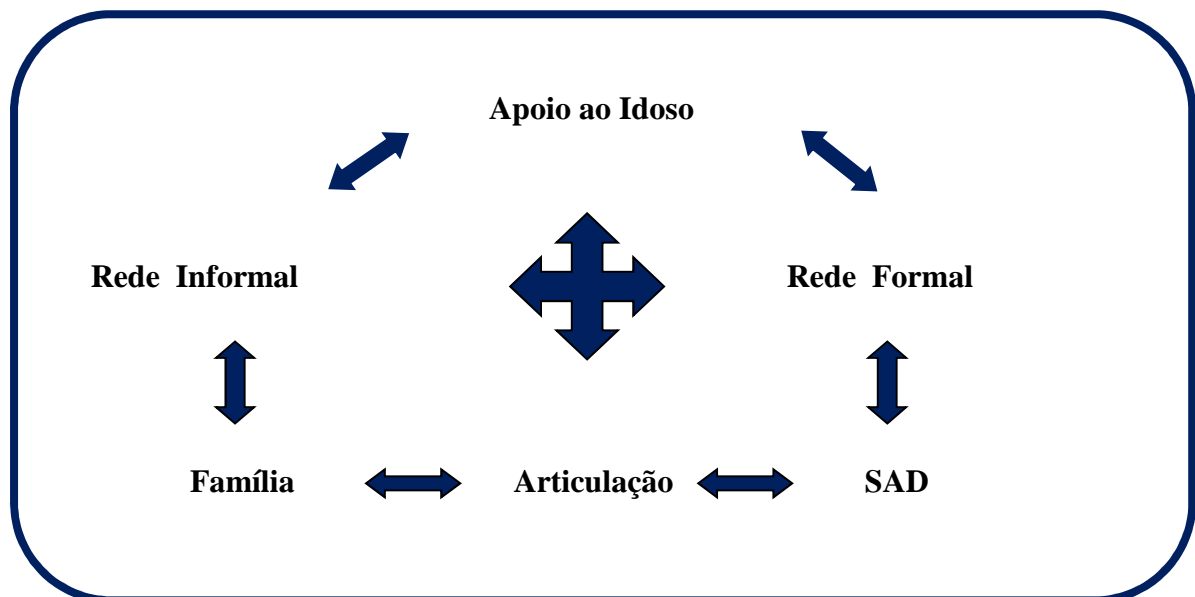 Apoio ao Idoso
Rede Informal
Rede Formal
Família
Articulação
SAD